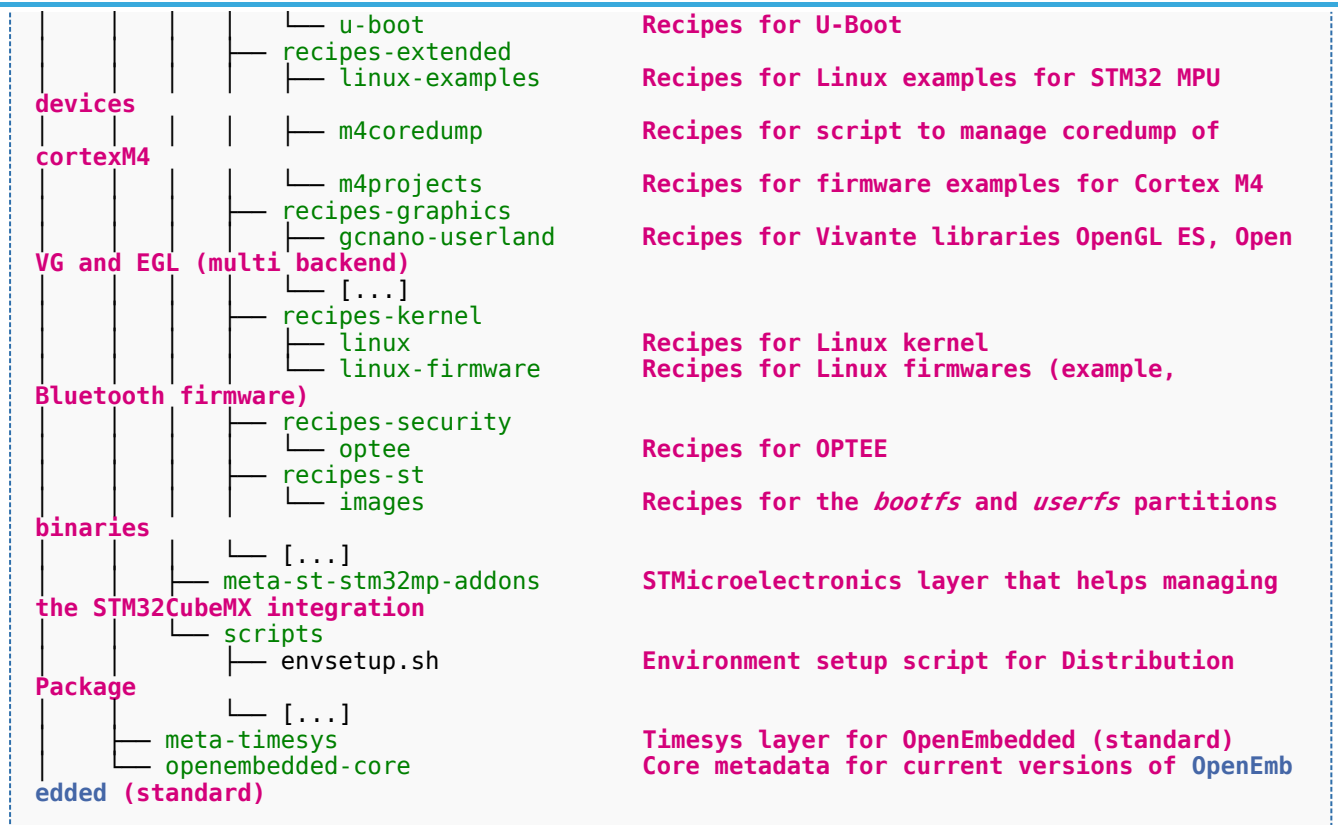 │    │    │    │    └── u-boot               Recipes for U-Boot
│    │    │    ├── recipes-extended
│    │    │    │    ├── linux-examples       Recipes for Linux examples for STM32 MPU
devices
│    │    │    │    ├── m4coredump           Recipes for script to manage coredump of
cortexM4
│    │    │    │    └── m4projects           Recipes for firmware examples for Cortex M4
│    │    │    ├── recipes-graphics
│    │    │    │    ├── gcnano-userland      Recipes for Vivante libraries OpenGL ES, Open
VG and EGL (multi backend)
│    │    │    │    └── [...]
│    │    │    ├── recipes-kernel
│    │    │    │    ├── linux                Recipes for Linux kernel
│    │    │    │    └── linux-firmware       Recipes for Linux firmwares (example,
Bluetooth firmware)
│    │    │    ├── recipes-security
│    │    │    │    └── optee                Recipes for OPTEE
│    │    │    ├── recipes-st
│    │    │    │    └── images               Recipes for the bootfs and userfs partitions
binaries
│    │    │    └── [...]
│    │    ├── meta-st-stm32mp-addons         STMicroelectronics layer that helps managing
the STM32CubeMX integration
│    │    └── scripts
│    │         ├── envsetup.sh               Environment setup script for Distribution
Package
│    │         └── [...]
│    ├── meta-timesys                        Timesys layer for OpenEmbedded (standard)
│    └── openembedded-core                   Core metadata for current versions of OpenEmb
edded (standard)